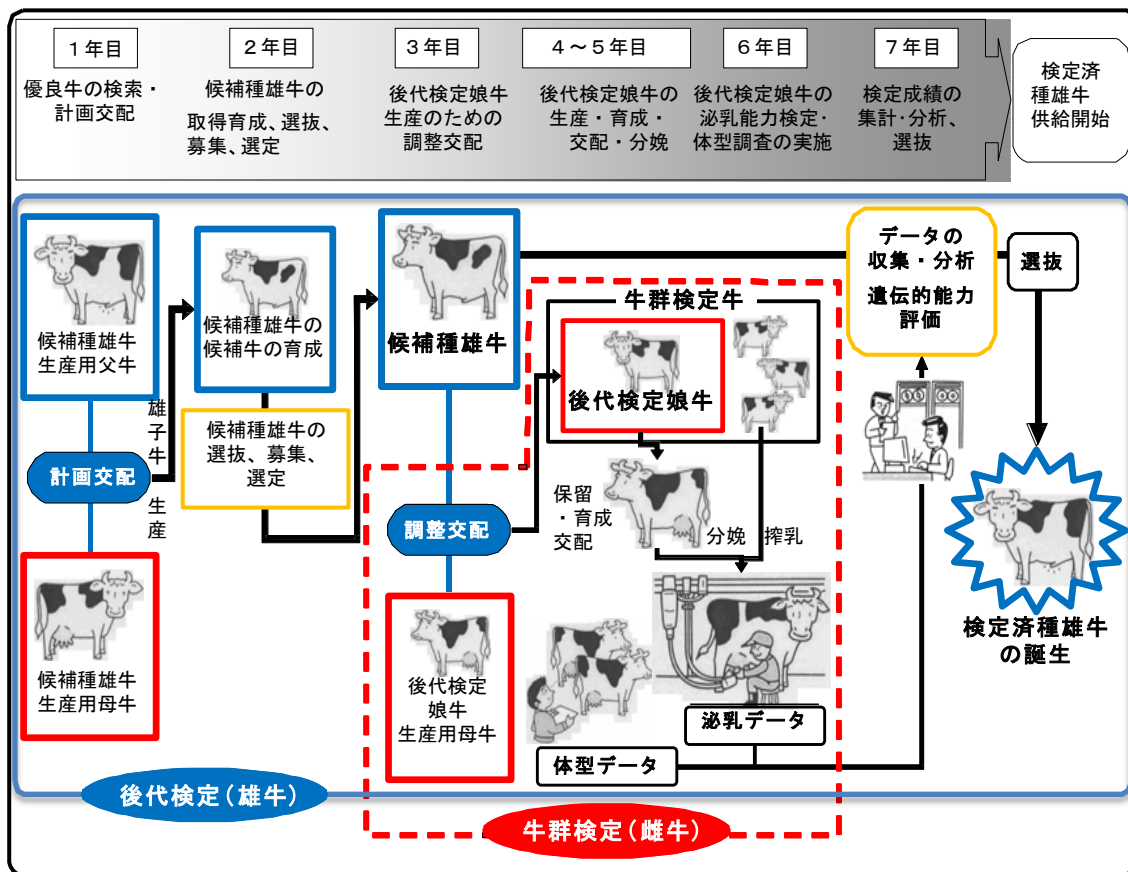 1年目
優良牛の検索・
計画交配
2年目
候補種雄牛の
取得育成、選抜、
募集、選定
3年目
後代検定娘牛
生産のための
調整交配
4~5年目
後代検定娘牛の
生産・育成・
交配・分娩
6年目
後代検定娘牛の
泌乳能力検定・
体型調査の実施
7年目
検定成績の
集計・分析、
選抜
検定済
種雄牛
供給開始
候補種雄牛
生産用父牛
計画交配
候補種雄牛
生産用母牛
雄子牛
生産
候補種雄牛の
候補牛の育成
候補種雄牛の
選抜、募集、
選定
候補種雄牛
調整交配
後代検定
娘牛
生産用母牛
牛群検定牛
後代検定娘牛
保留
・育成
交配
分娩
搾乳
泌乳データ
体型データ
データの
収集・分析
遺伝的能力
評価
選抜
検定済種雄牛
の誕生
後代検定(雄牛)
牛群検定(雌牛)